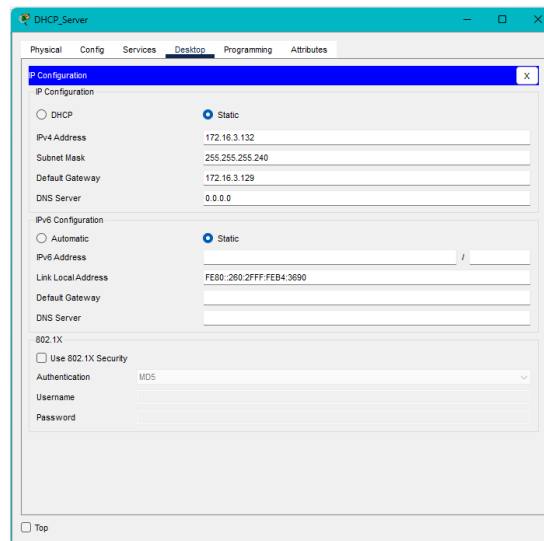 DHCP_Server
Physical Config Services Desktop Programming Attributes
IP Configuration X
IP Configuration
DHCP Static
IPv4 Address 172.16.3.132
Subnet Mask 255.255.255.240
Default Gateway 172.16.3.129
DNS Server 0.0.0.0
IPv6 Configuration
Automatic Static
IPv6 Address /
Link Local Address FE80::260:2FFF:FEB4:3690
Default Gateway
DNS Server
802.1X
Use 802.1X Security
Authentication MD5
Username
Password
Top